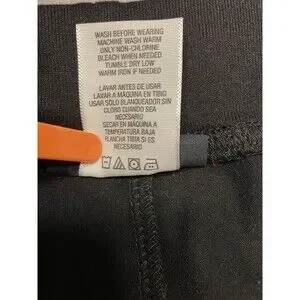 WASH BEFORE WEARING
MACHINE WASH WARM
ONLY NON-CHLORINE
BLEACH WHEN NEEDED
TUMBLE DRY LOW
WARM IRON IF NEEDED
LAVAR ANTES DE USAR
LAVAR A MÁQUINA EN TIBIO
USAR SOLO BLANQUEADOR SIN
CLORO CUANDO SEA
NECESARIO
SECAR EN MÁQUINA A
TEMPERATURA BAJA
PLANCHA TIBIA SI ES
NECESARIO